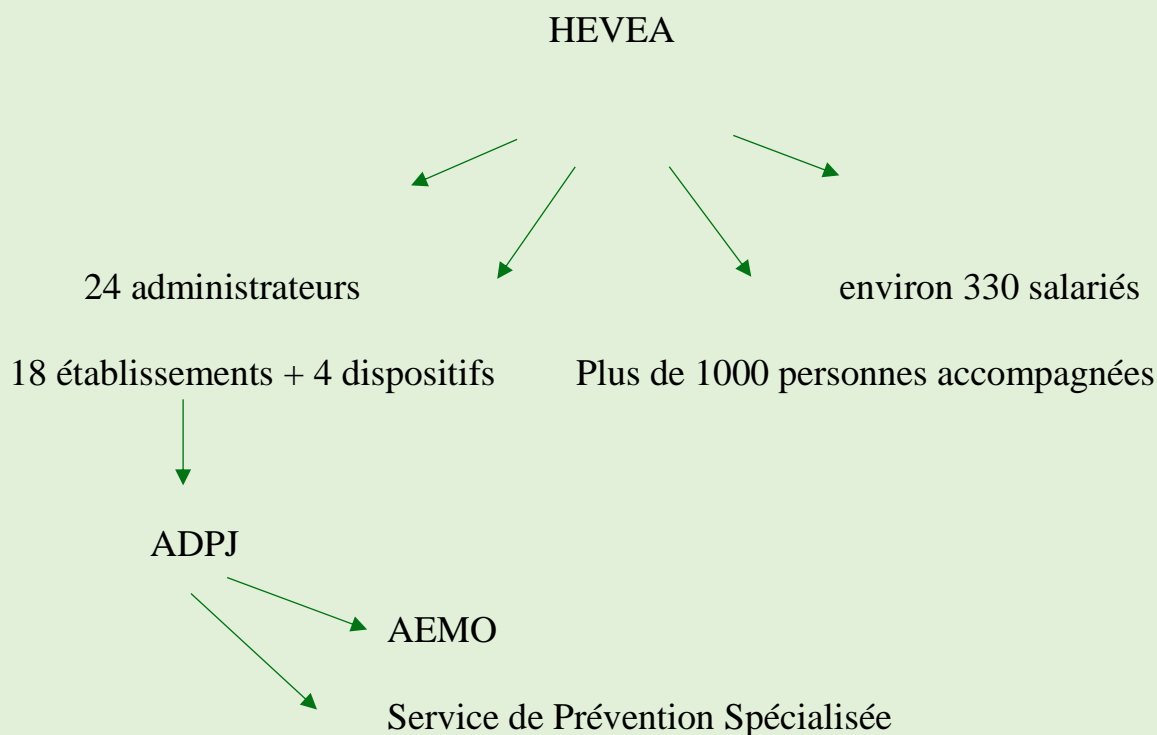 HEVEA
24 administrateurs
environ 330 salariés
18 établissements + 4 dispositifs
Plus de 1000 personnes accompagnées
ADPJ
AEMO
Service de Prévention Spécialisée